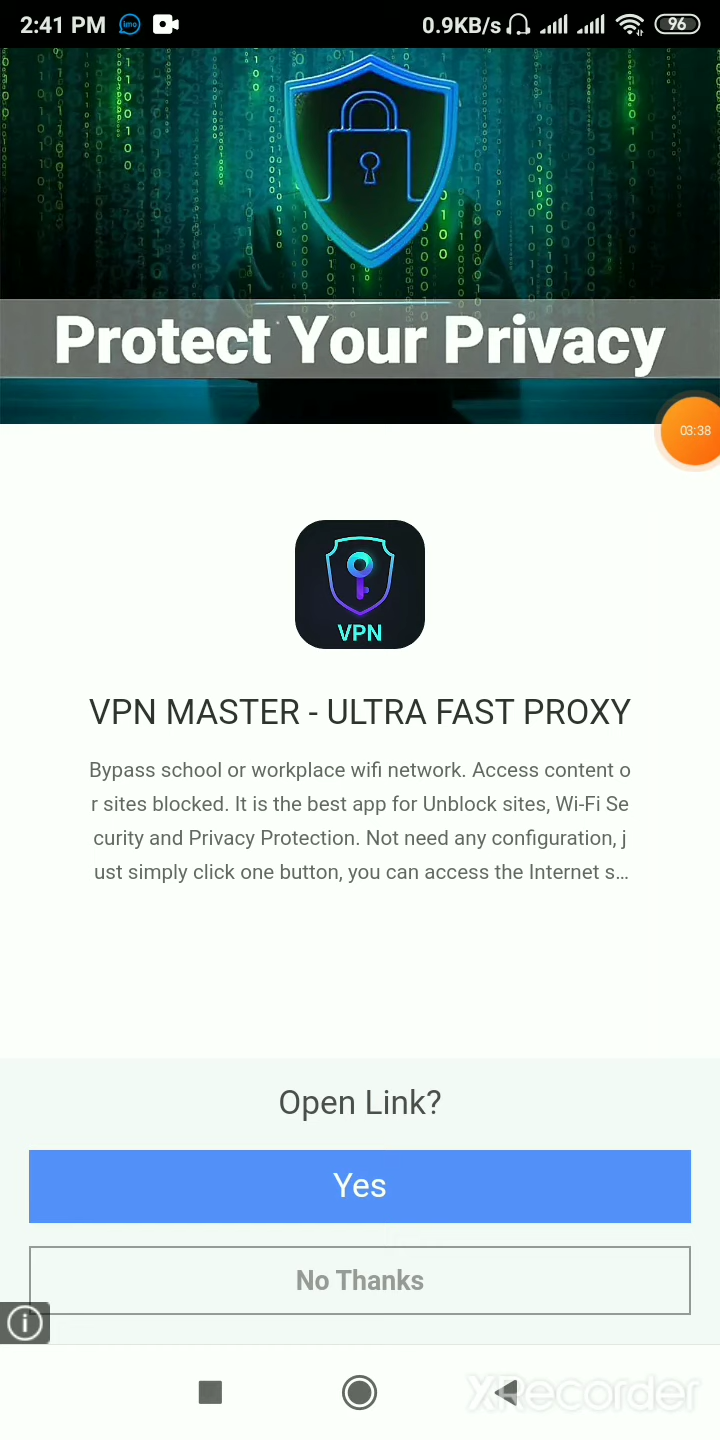 2:41 PM imo 0.9KB/s 96
Protect Your Privacy
03:38
VPN
VPN MASTER - ULTRA FAST PROXY
Bypass school or workplace wifi network. Access content o
r sites blocked. It is the best app for Unblock sites, Wi-Fi Se
curity and Privacy Protection. Not need any configuration, j
ust simply click one button, you can access the Internet s...
Open Link?
Yes
No Thanks
XRecorder